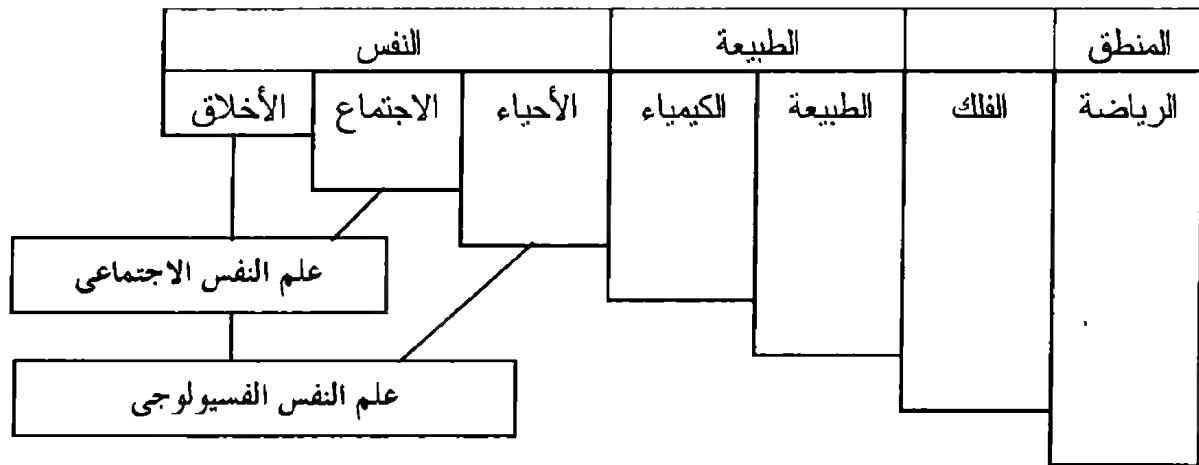 المنطق الطبيعة النفس
الرياضة الفلك الطبيعة الكيمياء الأحياء الاجتماع الأخلاق
علم النفس الاجتماعى
علم النفس الفسيولوجى